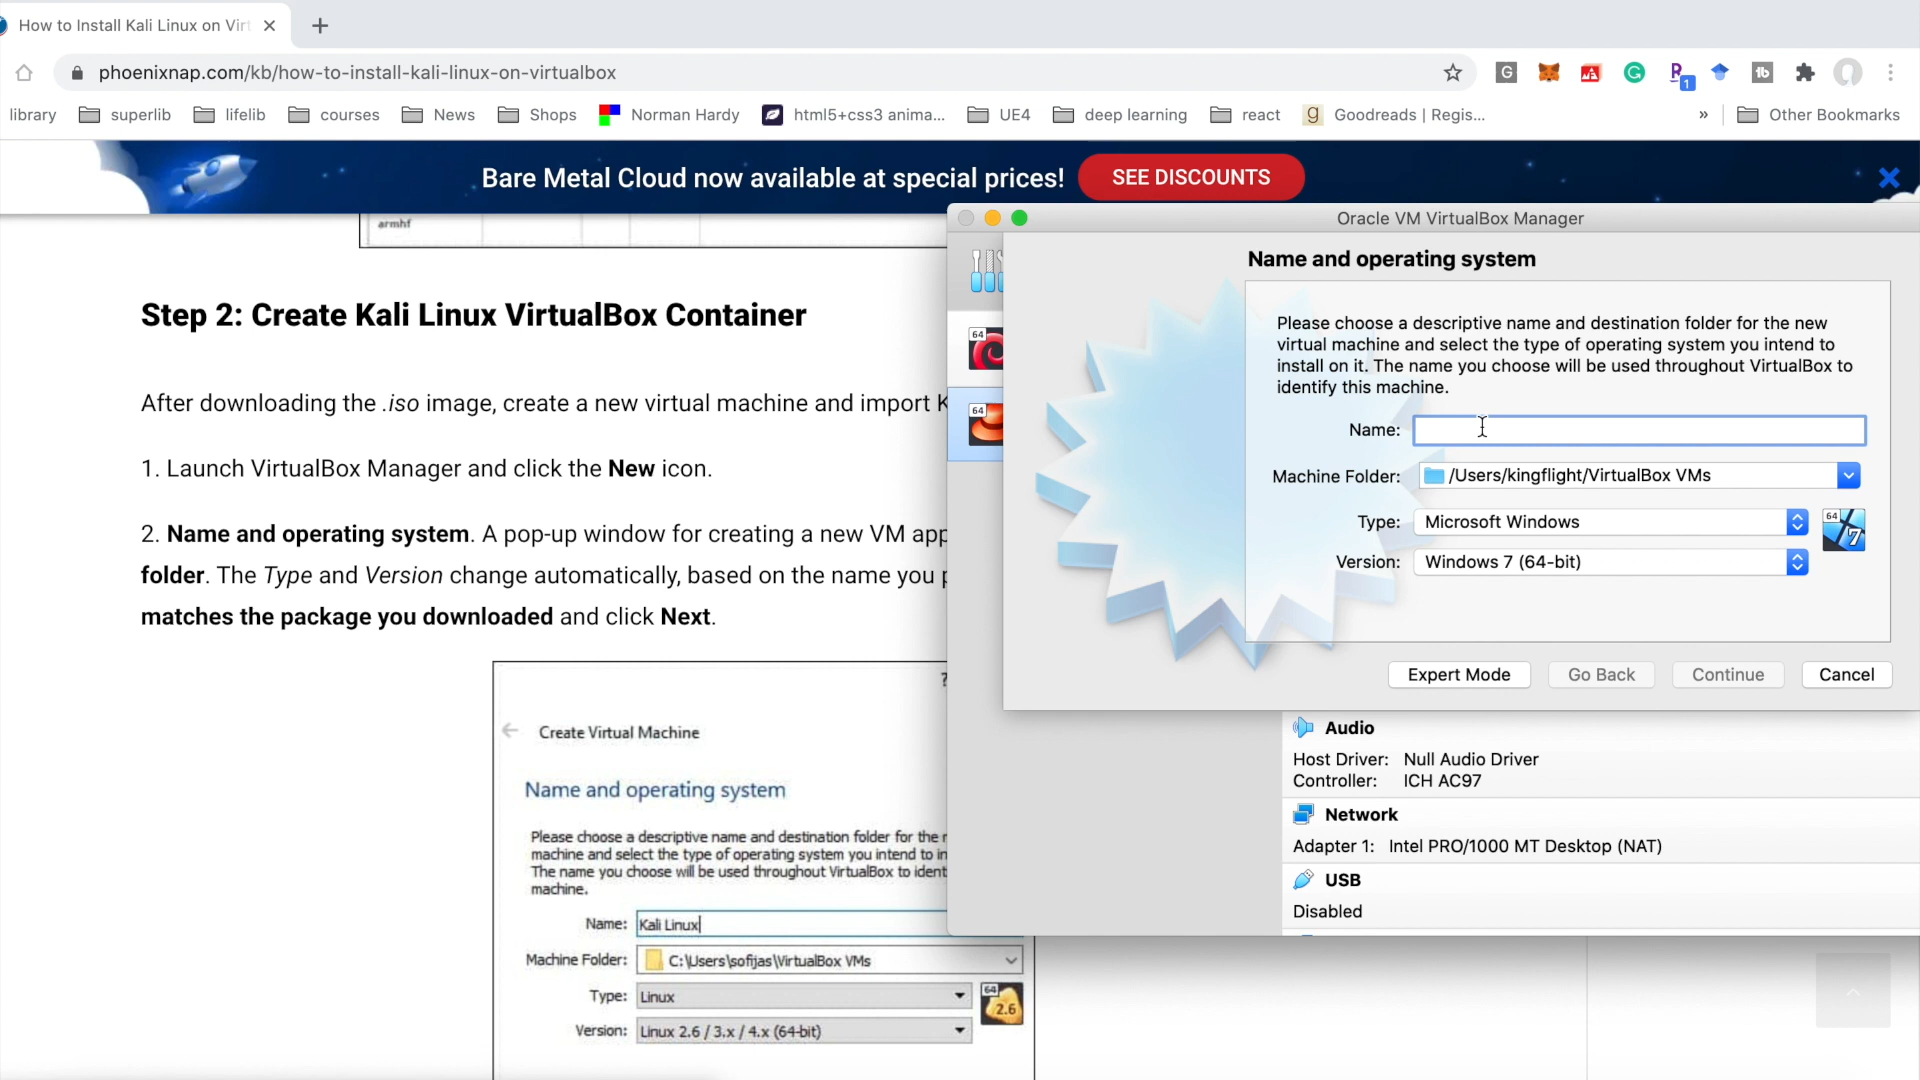 How to Install Kali Linux on Virt
phoenixnap.com/kb/how-to-install-kali-linux-on-virtualbox
library superlib lifelib courses News Shops Norman Hardy html5+css3 anima... UE4 deep learning react Goodreads | Regis... » Other Bookmarks
Bare Metal Cloud now available at special prices! SEE DISCOUNTS
armhf
Step 2: Create Kali Linux VirtualBox Container
After downloading the .iso image, create a new virtual machine and import K
1. Launch VirtualBox Manager and click the New icon.
2. Name and operating system. A pop-up window for creating a new VM app
folder. The Type and Version change automatically, based on the name you p
matches the package you downloaded and click Next.
?
Create Virtual Machine
Name and operating system
Please choose a descriptive name and destination folder for the n
machine and select the type of operating system you intend to in
The name you choose will be used throughout VirtualBox to ident
machine.
Name: Kali Linux
Machine Folder: C:\Users\sofijas\VirtualBox VMs
Type: Linux
64
2.6
Version: Linux 2.6 / 3.x / 4.x (64-bit)
Oracle VM VirtualBox Manager
64
64
Name and operating system
Please choose a descriptive name and destination folder for the new
virtual machine and select the type of operating system you intend to
install on it. The name you choose will be used throughout VirtualBox to
identify this machine.
Name:
Machine Folder: /Users/kingflight/VirtualBox VMs
Type: Microsoft Windows
64
7
Version: Windows 7 (64-bit)
Expert Mode Go Back Continue Cancel
Audio
Host Driver: Null Audio Driver
Controller: ICH AC97
Network
Adapter 1: Intel PRO/1000 MT Desktop (NAT)
USB
Disabled